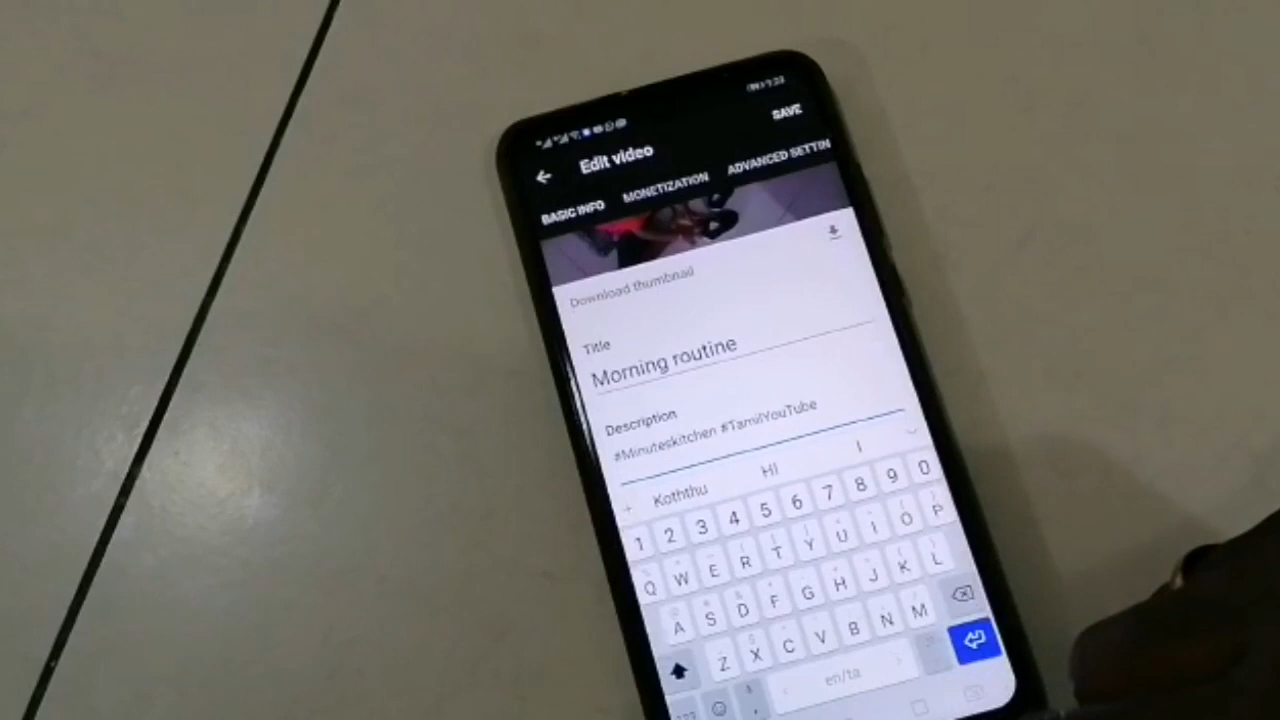 SAVE
Edit video
BASIC INFO MONETIZATION ADVANCED SETTIN
Download thumbnail
Title
Morning routine
Description
#Minuteskitchen #TamilYouTube
Koththu HI I
1 2 3 4 5 6 7 8 9 0
Q W E R T Y U I O P
A S D F G H J K L
Z X C V B N M
en/ta